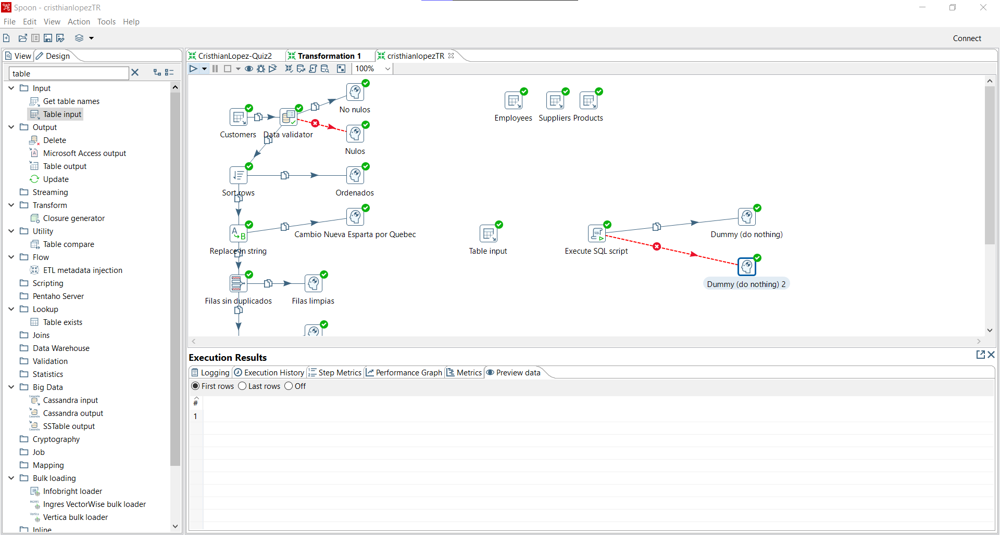 Spoon - cristhianlopezTR
File Edit View Action Tools Help
Connect
View Design
table
Input
Get table names
Table input
Output
Delete
Microsoft Access output
Table output
Update
Streaming
Transform
Closure generator
Utility
Table compare
Flow
ETL metadata injection
Scripting
Pentaho Server
Lookup
Table exists
Joins
Data Warehouse
Validation
Statistics
Big Data
Cassandra input
Cassandra output
SSTable output
Cryptography
Job
Mapping
Bulk loading
Infobright loader
Ingres VectorWise bulk loader
Vertica bulk loader
Inline
CristhianLopez-Quiz2 Transformation 1 cristhianlopezTR
100%
No nulos
Customers Data validator
Nulos
Employees Suppliers Products
Sort rows Ordenados
Cambio Nueva Esparta por Quebec
Replace in string
Table input Execute SQL script
Dummy (do nothing)
Dummy (do nothing) 2
Filas sin duplicados Filas limpias
Execution Results
Logging Execution History Step Metrics Performance Graph Metrics Preview data
First rows Last rows Off
#
1